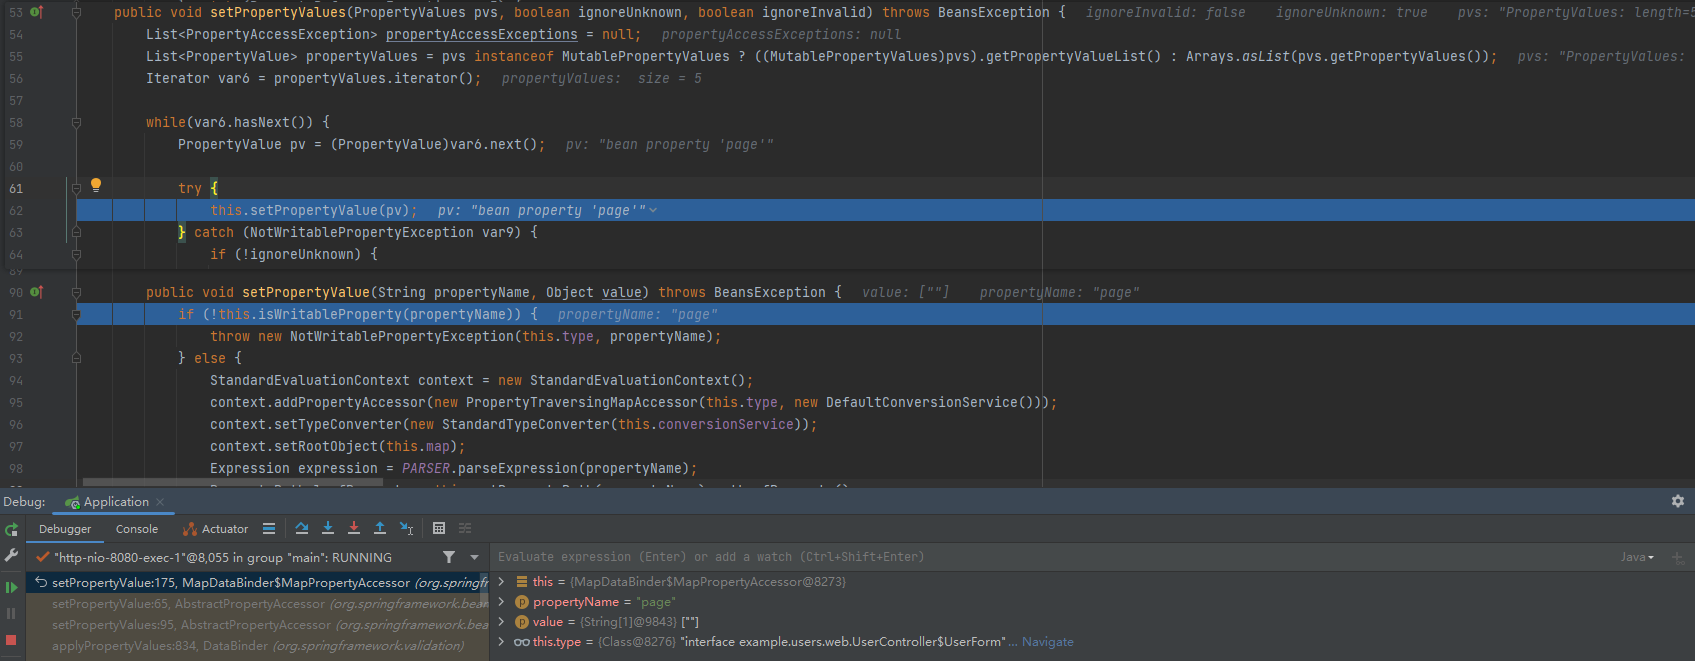 53 public void setPropertyValues(PropertyValues pvs, boolean ignoreUnknown, boolean ignoreInvalid) throws BeansException { ignoreInvalid: false ignoreUnknown: true pvs: "PropertyValues: length=5
54 List<PropertyAccessException> propertyAccessExceptions = null; propertyAccessExceptions: null
55 List<PropertyValue> propertyValues = pvs instanceof MutablePropertyValues ? ((MutablePropertyValues)pvs).getPropertyValueList() : Arrays.asList(pvs.getPropertyValues()); pvs: "PropertyValues:
56 Iterator var6 = propertyValues.iterator(); propertyValues: size = 5
57
58 while(var6.hasNext()) {
59 PropertyValue pv = (PropertyValue)var6.next(); pv: "bean property 'page'"
60
61 try {
62 this.setPropertyValue(pv); pv: "bean property 'page'"
63 } catch (NotWritablePropertyException var9) {
64 if (!ignoreUnknown) {
89
90 public void setPropertyValue(String propertyName, Object value) throws BeansException { value: [""] propertyName: "page"
91 if (!this.isWritableProperty(propertyName)) { propertyName: "page"
92 throw new NotWritablePropertyException(this.type, propertyName);
93 } else {
94 StandardEvaluationContext context = new StandardEvaluationContext();
95 context.addPropertyAccessor(new PropertyTraversingMapAccessor(this.type, new DefaultConversionService()));
96 context.setTypeConverter(new StandardTypeConverter(this.conversionService));
97 context.setRootObject(this.map);
98 Expression expression = PARSER.parseExpression(propertyName);
Debug: Application
Debugger Console Actuator
"http-nio-8080-exec-1"@8,055 in group "main": RUNNING
Evaluate expression (Enter) or add a watch (Ctrl+Shift+Enter) Java
setPropertyValue:175, MapDataBinder$MapPropertyAccessor (org.springfr
setPropertyValue:65, AbstractPropertyAccessor (org.springframework.bean
setPropertyValues:95, AbstractPropertyAccessor (org.springframework.bea
applyPropertyValues:834, DataBinder (org.springframework.validation)
this = {MapDataBinder$MapPropertyAccessor@8273}
propertyName = "page"
value = {String[1]@9843} [""]
this.type = {Class@8276} "interface example.users.web.UserController$UserForm" ... Navigate